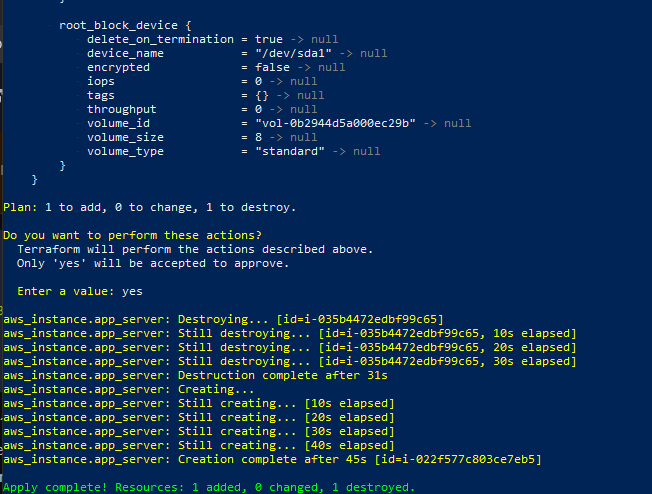 root_block_device {
delete_on_termination = true -> null
device_name = "/dev/sda1" -> null
encrypted = false -> null
iops = 0 -> null
tags = {} -> null
throughput = 0 -> null
volume_id = "vol-0b2944d5a000ec29b" -> null
volume_size = 8 -> null
volume_type = "standard" -> null
}
}
Plan: 1 to add, 0 to change, 1 to destroy.
Do you want to perform these actions?
Terraform will perform the actions described above.
Only 'yes' will be accepted to approve.
Enter a value: yes
aws_instance.app_server: Destroying... [id=i-035b4472edbf99c65]
aws_instance.app_server: Still destroying... [id=i-035b4472edbf99c65, 10s elapsed]
aws_instance.app_server: Still destroying... [id=i-035b4472edbf99c65, 20s elapsed]
aws_instance.app_server: Still destroying... [id=i-035b4472edbf99c65, 30s elapsed]
aws_instance.app_server: Destruction complete after 31s
aws_instance.app_server: Creating...
aws_instance.app_server: Still creating... [10s elapsed]
aws_instance.app_server: Still creating... [20s elapsed]
aws_instance.app_server: Still creating... [30s elapsed]
aws_instance.app_server: Still creating... [40s elapsed]
aws_instance.app_server: Creation complete after 45s [id=i-022f577c803ce7eb5]
Apply complete! Resources: 1 added, 0 changed, 1 destroyed.